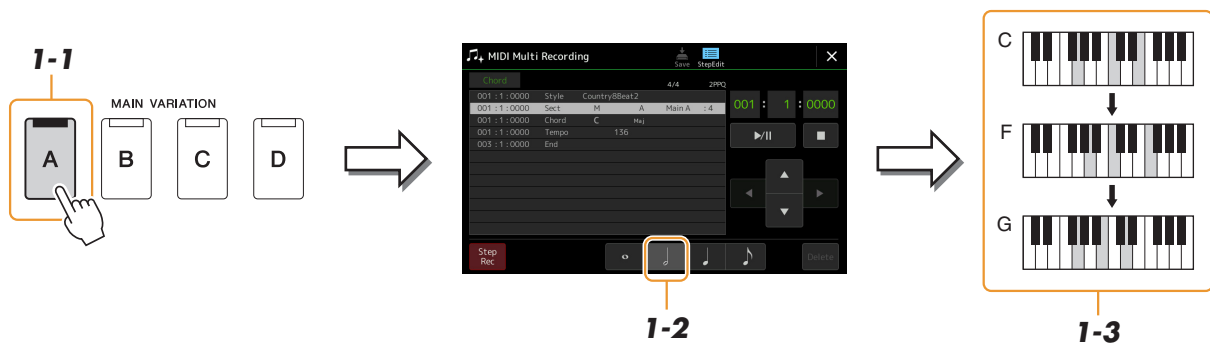 1-1
MAIN VARIATION
A
B
C
D
MIDI Multi Recording
Save
StepEdit
Chord
4/4 2PPQ
001 : 1 : 0000 Style Country8Beat2
001 : 1 : 0000 Sect M A Main A : 4
001 : 1 : 0000 Chord C Maj
001 : 1 : 0000 Tempo 136
003 : 1 : 0000 End
001 : 1 : 0000
Step
Rec
Delete
1-2
C
F
G
1-3